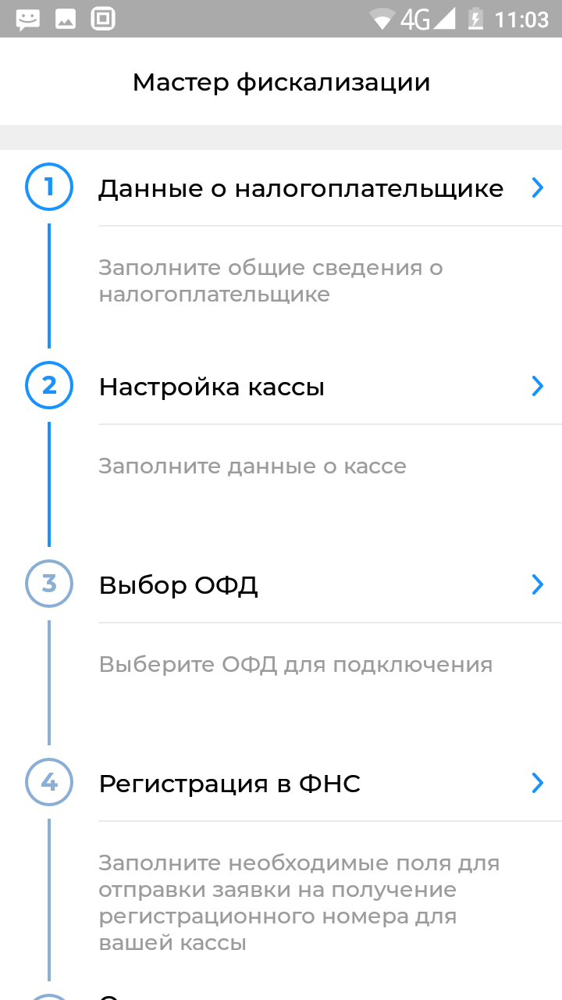 4G 11:03
Мастер фискализации
1 Данные о налогоплательщике
Заполните общие сведения о
налогоплательщике
2 Настройка кассы
Заполните данные о кассе
3 Выбор ОФД
Выберите ОФД для подключения
4 Регистрация в ФНС
Заполните необходимые поля для
отправки заявки на получение
регистрационного номера для
вашей кассы